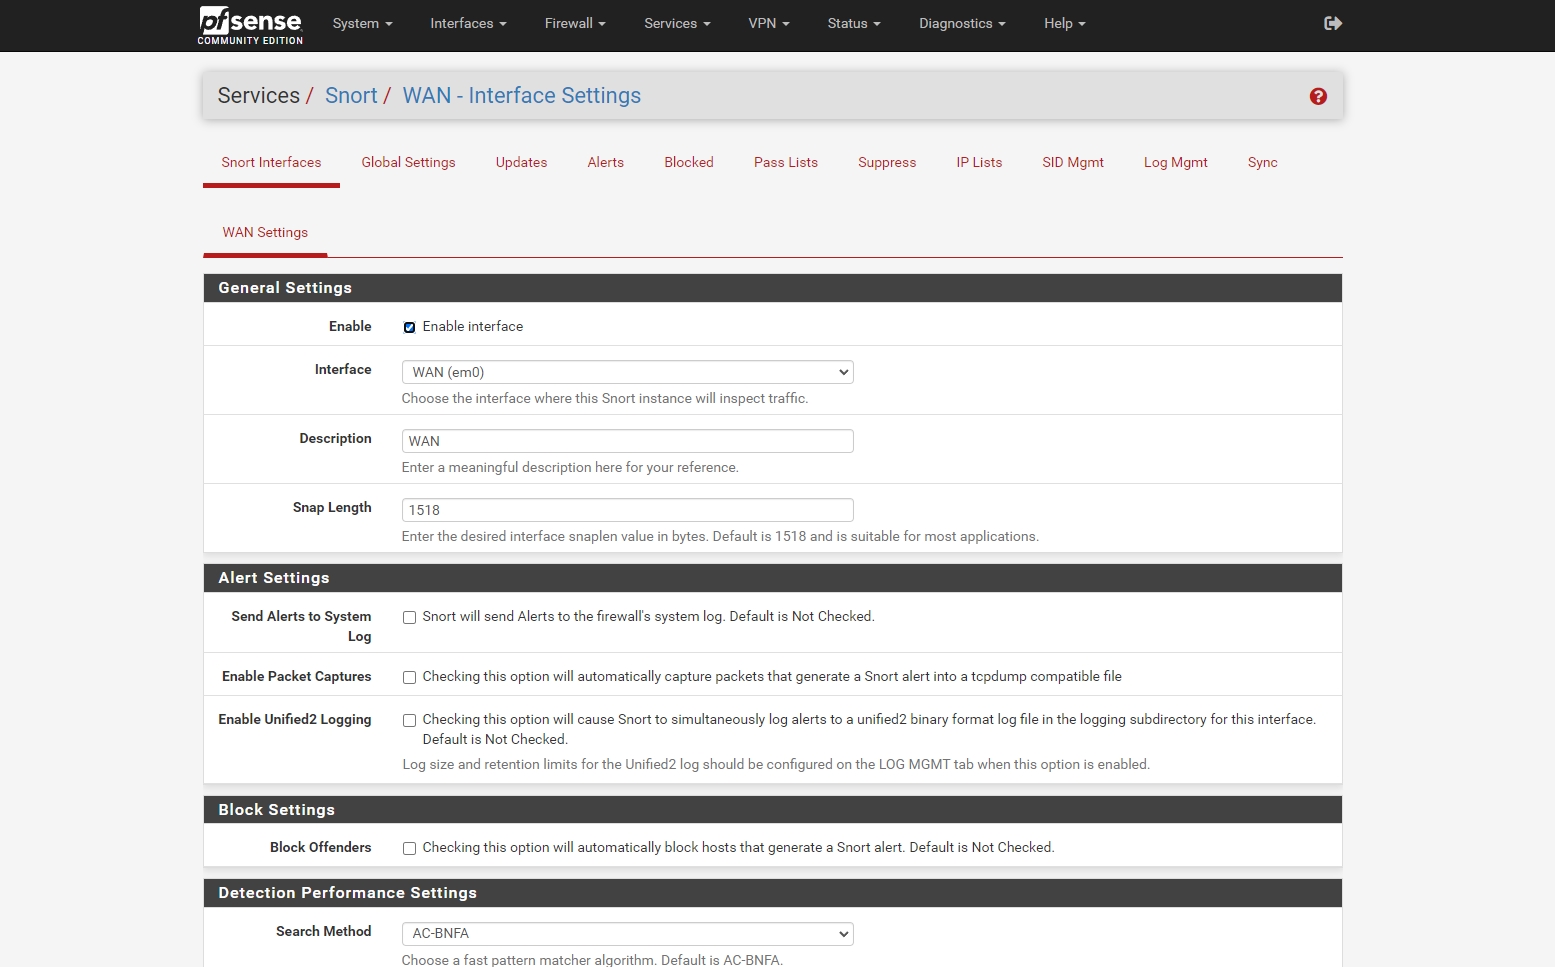 pfsense
COMMUNITY EDITION
System Interfaces Firewall Services VPN Status Diagnostics Help
Services / Snort / WAN - Interface Settings
Snort Interfaces Global Settings Updates Alerts Blocked Pass Lists Suppress IP Lists SID Mgmt Log Mgmt Sync
WAN Settings
General Settings
Enable Enable interface
Interface WAN (em0)
Choose the interface where this Snort instance will inspect traffic.
Description WAN
Enter a meaningful description here for your reference.
Snap Length 1518
Enter the desired interface snaplen value in bytes. Default is 1518 and is suitable for most applications.
Alert Settings
Send Alerts to System Snort will send Alerts to the firewall's system log. Default is Not Checked.
Log
Enable Packet Captures Checking this option will automatically capture packets that generate a Snort alert into a tcpdump compatible file
Enable Unified2 Logging Checking this option will cause Snort to simultaneously log alerts to a unified2 binary format log file in the logging subdirectory for this interface.
Default is Not Checked.
Log size and retention limits for the Unified2 log should be configured on the LOG MGMT tab when this option is enabled.
Block Settings
Block Offenders Checking this option will automatically block hosts that generate a Snort alert. Default is Not Checked.
Detection Performance Settings
Search Method AC-BNFA
Choose a fast pattern matcher algorithm. Default is AC-BNFA.